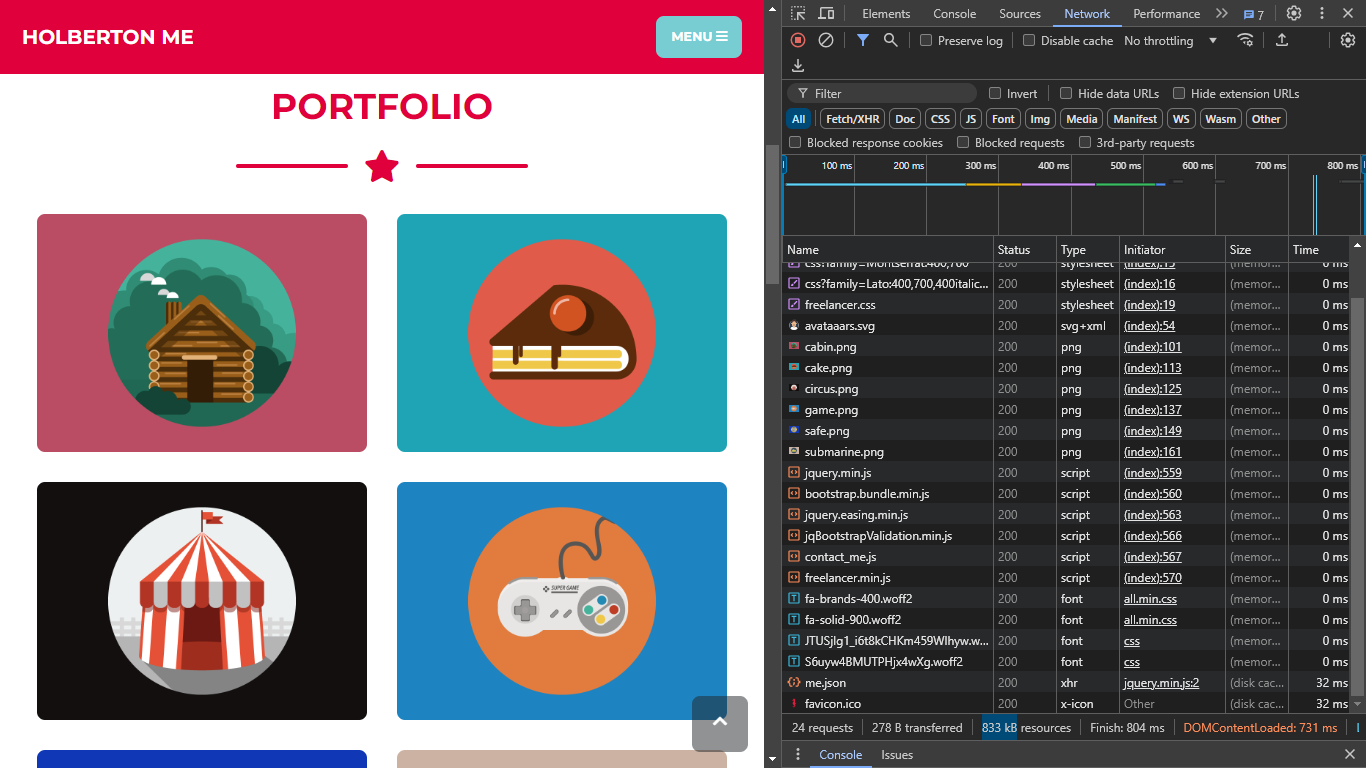 HOLBERTON ME
MENU
PORTFOLIO
SUPER GAME
Elements Console Sources Network Performance 7
Preserve log Disable cache No throttling
Filter Invert Hide data URLs Hide extension URLs
All Fetch/XHR Doc CSS JS Font Img Media Manifest WS Wasm Other
Blocked response cookies Blocked requests 3rd-party requests
100 ms 200 ms 300 ms 400 ms 500 ms 600 ms 700 ms 800 ms
Name Status Type Initiator Size Time
css?family=Montserrat:400,700 200 stylesheet (index):15 (memor... 0 ms
css?family=Lato:400,700,400italic... 200 stylesheet (index):16 (memor... 0 ms
freelancer.css 200 stylesheet (index):19 (memor... 0 ms
avataaars.svg 200 svg+xml (index):54 (memor... 0 ms
cabin.png 200 png (index):101 (memor... 0 ms
cake.png 200 png (index):113 (memor... 0 ms
circus.png 200 png (index):125 (memor... 0 ms
game.png 200 png (index):137 (memor... 0 ms
safe.png 200 png (index):149 (memor... 0 ms
submarine.png 200 png (index):161 (memor... 0 ms
jquery.min.js 200 script (index):559 (memor... 0 ms
bootstrap.bundle.min.js 200 script (index):560 (memor... 0 ms
jquery.easing.min.js 200 script (index):563 (memor... 0 ms
jqBootstrapValidation.min.js 200 script (index):566 (memor... 0 ms
contact_me.js 200 script (index):567 (memor... 0 ms
freelancer.min.js 200 script (index):570 (memor... 0 ms
fa-brands-400.woff2 200 font all.min.css (memor... 0 ms
fa-solid-900.woff2 200 font all.min.css (memor... 0 ms
JTUSjIg1_i6t8kCHKm459WIhyw.w... 200 font css (memor... 0 ms
S6uyw4BMUTPHjx4wXg.woff2 200 font css (memor... 0 ms
me.json 200 xhr jquery.min.js:2 (disk cac... 32 ms
favicon.ico 200 x-icon Other (disk cac... 32 ms
24 requests 278 B transferred 833 kB resources Finish: 804 ms DOMContentLoaded: 731 ms
Console Issues